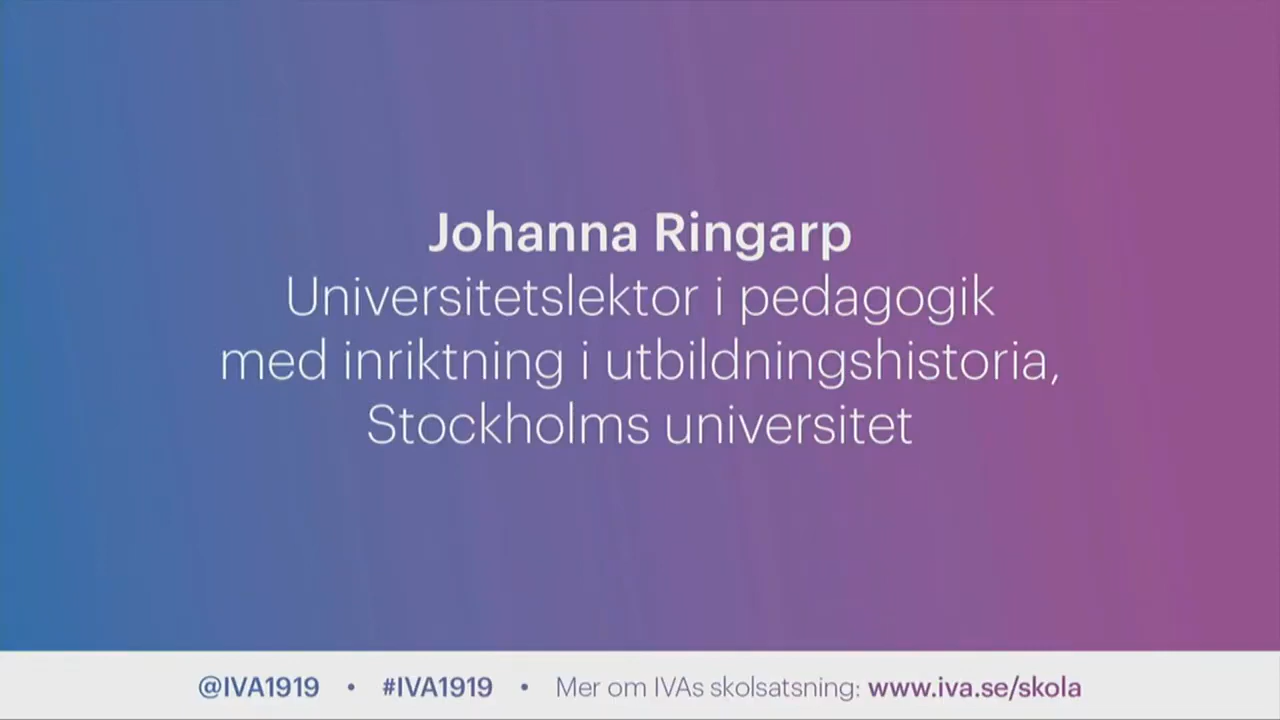 Johanna Ringarp
Universitetslektor i pedagogik
med inriktning i utbildningshistoria,
Stockholms universitet
@IVA1919 • #IVA1919 • Mer om IVAs skolsatsning: www.iva.se/skola